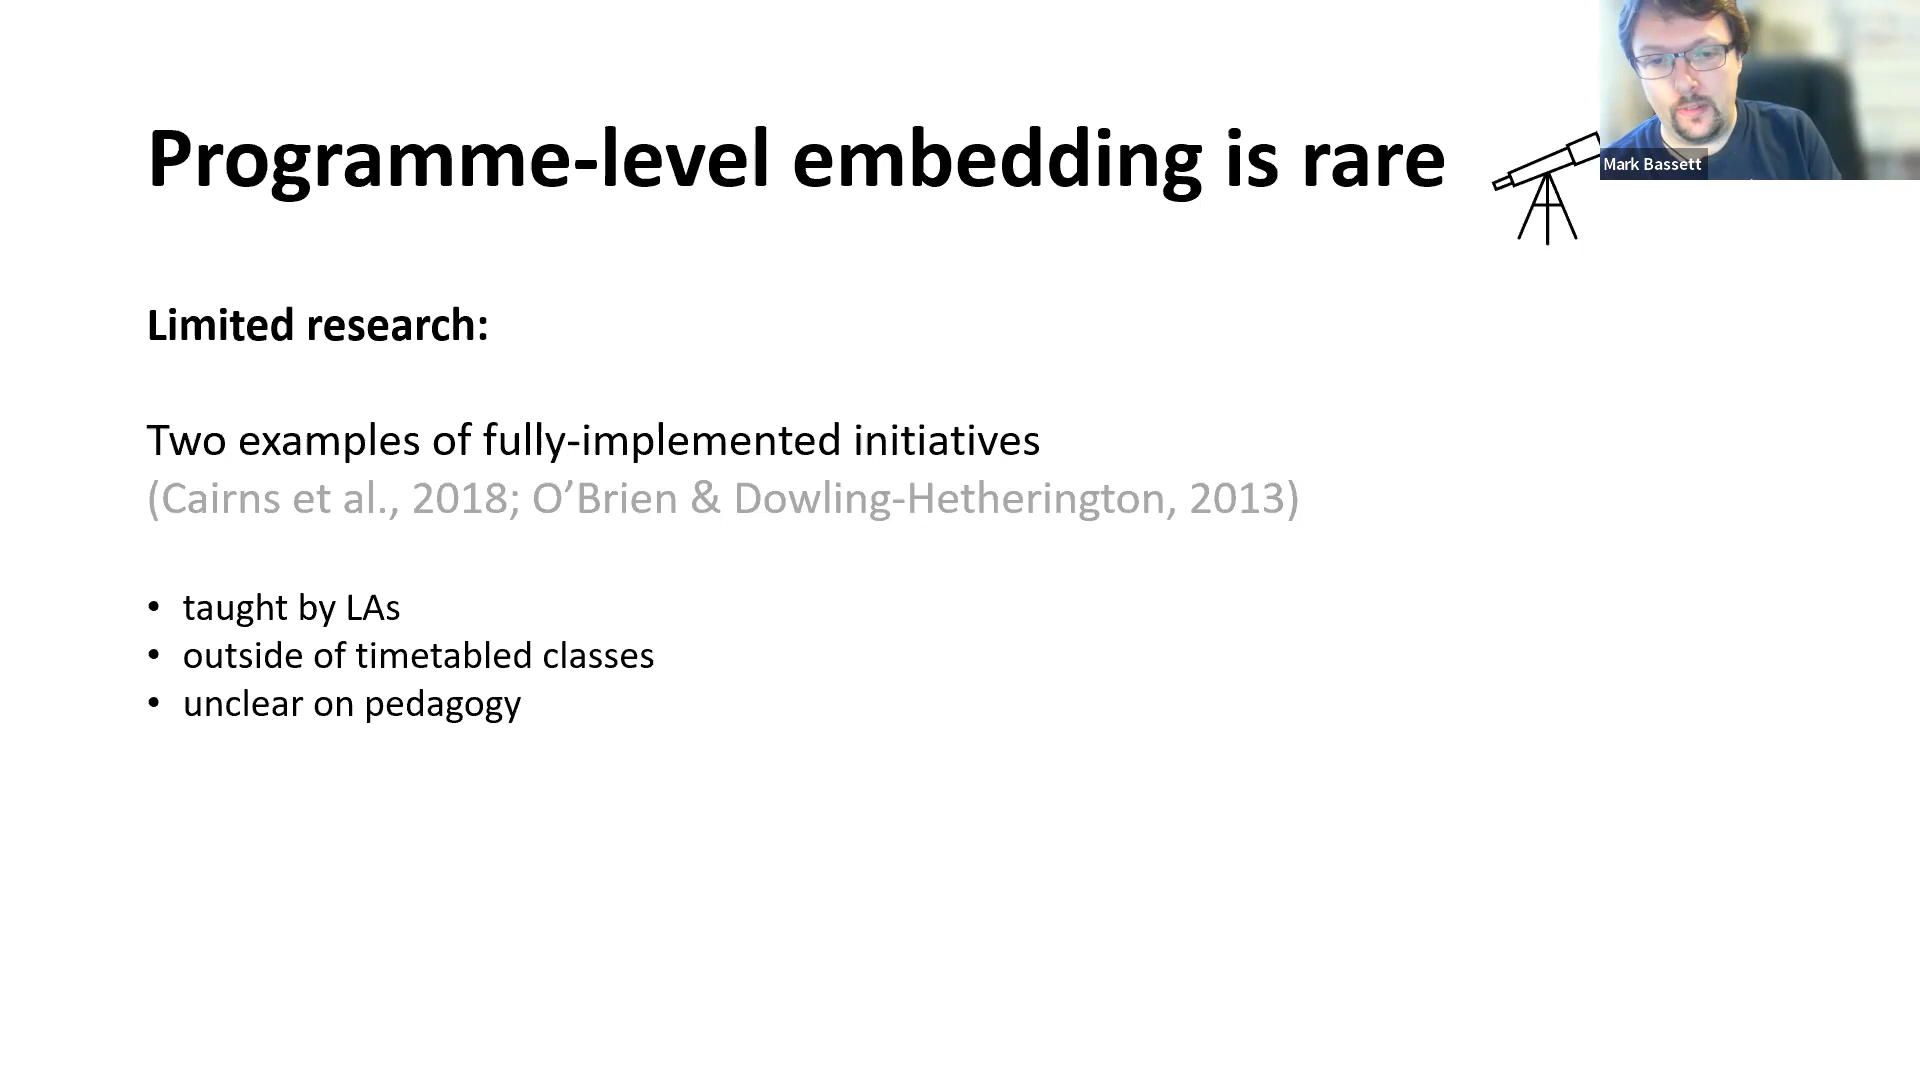 Programme-level embedding is rare
Mark Bassett
Limited research:
Two examples of fully-implemented initiatives
(Cairns et al., 2018; O’Brien & Dowling-Hetherington, 2013)
• taught by LAs
• outside of timetabled classes
• unclear on pedagogy